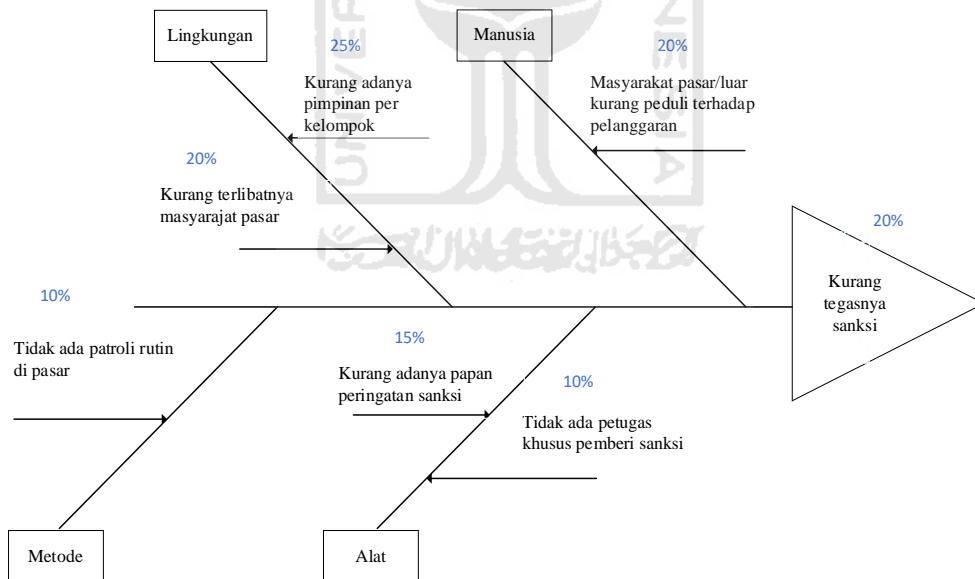 Lingkungan
Manusia
25%
Kurang adanya
pimpinan per
kelompok
20%
Masyarakat pasar/luar
kurang peduli terhadap
pelanggaran
20%
Kurang terlibatnya
masyarajat pasar
20%
Kurang
tegasnya
sanksi
10%
Tidak ada patroli rutin
di pasar
15%
Kurang adanya papan
peringatan sanksi
10%
Tidak ada petugas
khusus pemberi sanksi
Metode
Alat